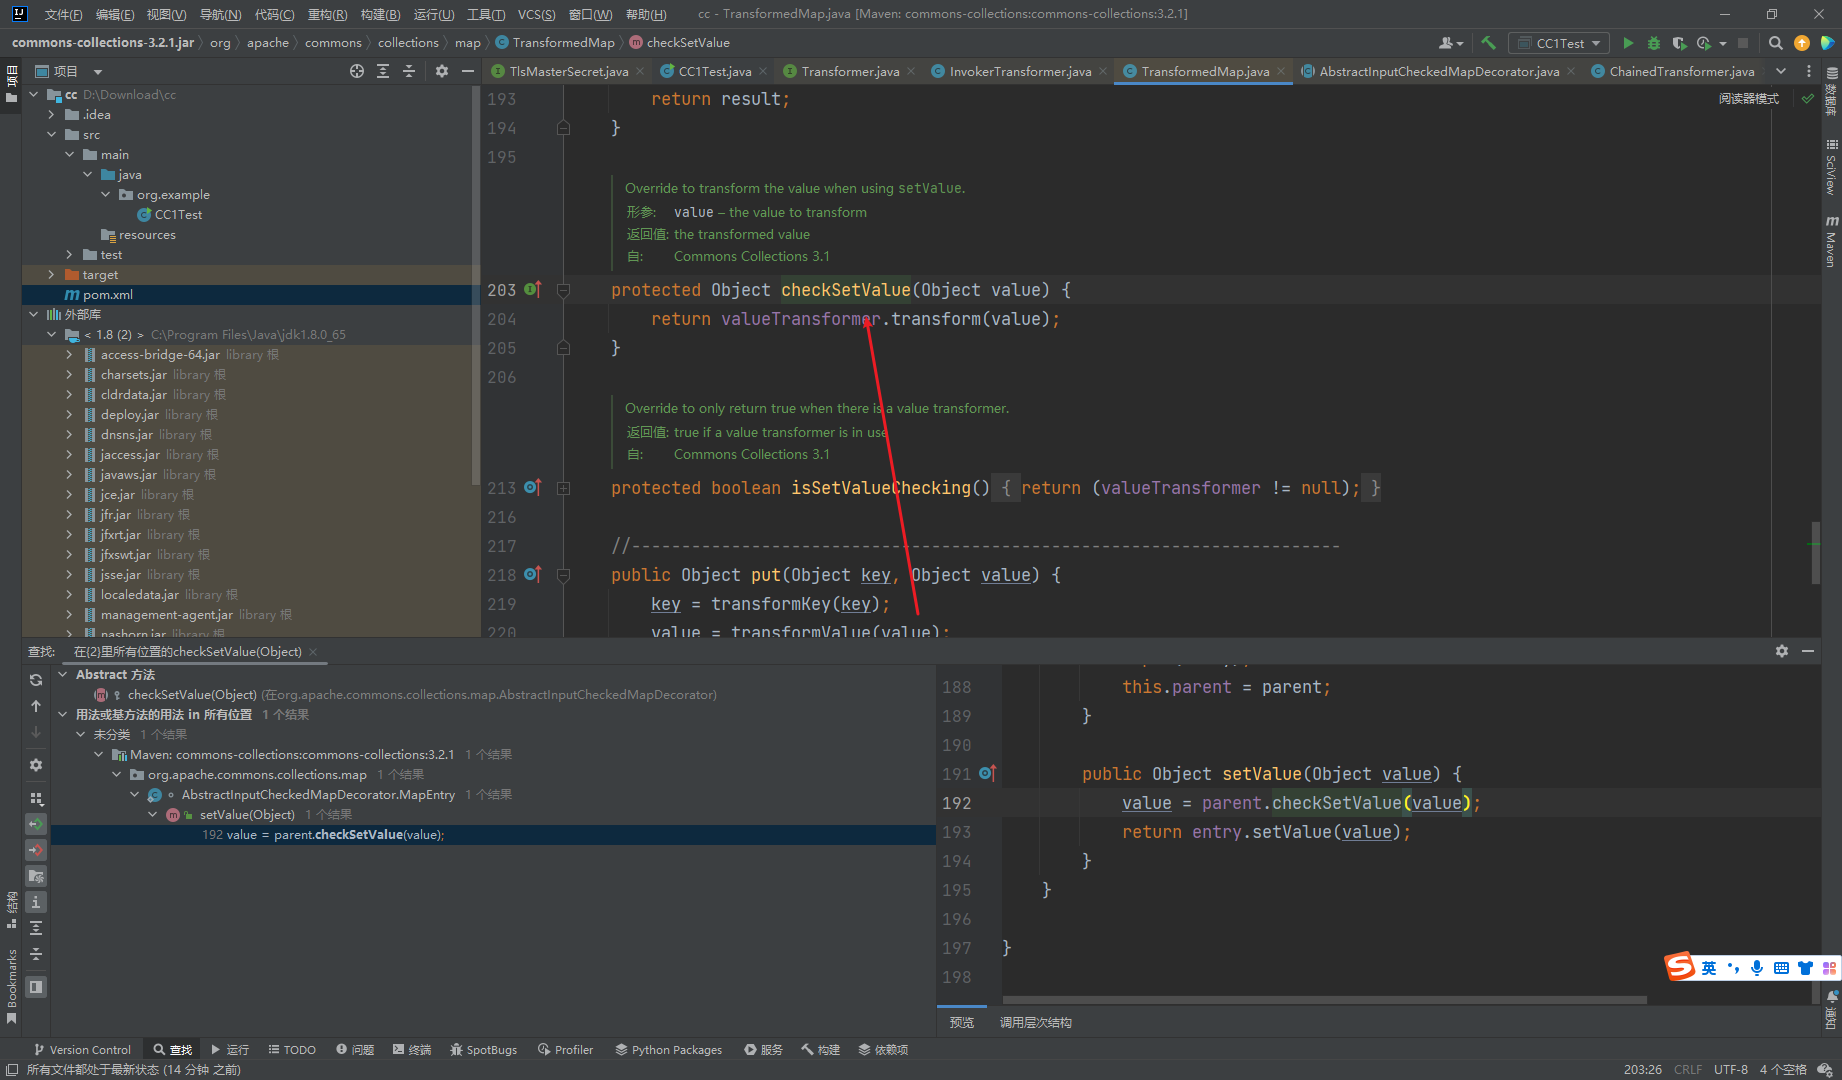 文件(F) 编辑(E) 视图(V) 导航(N) 代码(C) 重构(R) 构建(B) 运行(U) 工具(T) VCS(S) 窗口(W) 帮助(H) cc - TransformedMap.java [Maven: commons-collections:commons-collections:3.2.1]
commons-collections-3.2.1.jar org apache commons collections map TransformedMap checkSetValue CC1Test
项目
TlsMasterSecret.java CC1Test.java Transformer.java InvokerTransformer.java TransformedMap.java AbstractInputCheckedMapDecorator.java ChainedTransformer.java
项目
cc D:\Download\cc
.idea
src
main
java
org.example
CC1Test
resources
test
target
pom.xml
外部库
< 1.8 (2) > C:\Program Files\Java\jdk1.8.0_65
access-bridge-64.jar library 根
charsets.jar library 根
cldrdata.jar library 根
deploy.jar library 根
dnsns.jar library 根
jaccess.jar library 根
javaws.jar library 根
jce.jar library 根
jfr.jar library 根
jfxrt.jar library 根
jfxswt.jar library 根
jsse.jar library 根
localedata.jar library 根
management-agent.jar library 根
nashorn.jar library 根
阅读器模式
193 return result;
194 }
195
Override to transform the value when using setValue.
形参: value – the value to transform
返回值: the transformed value
自: Commons Collections 3.1
203 protected Object checkSetValue(Object value) {
204 return valueTransformer.transform(value);
205 }
206
Override to only return true when there is a value transformer.
返回值: true if a value transformer is in use
自: Commons Collections 3.1
213 protected boolean isSetValueChecking() { return (valueTransformer != null); }
216
217 //-----------------------------------------------------------------------
218 public Object put(Object key, Object value) {
219 key = transformKey(key);
220 value = transformValue(value);
数据库
SciView
Maven
查找: 在{2}里所有位置的checkSetValue(Object)
Abstract 方法
checkSetValue(Object) (在org.apache.commons.collections.map.AbstractInputCheckedMapDecorator)
用法或基方法的用法 in 所有位置 1 个结果
未分类 1 个结果
Maven: commons-collections:commons-collections:3.2.1 1 个结果
org.apache.commons.collections.map 1 个结果
AbstractInputCheckedMapDecorator.MapEntry 1 个结果
setValue(Object) 1 个结果
192 value = parent.checkSetValue(value);
188 this.parent = parent;
189 }
190
191 public Object setValue(Object value) {
192 value = parent.checkSetValue(value);
193 return entry.setValue(value);
194 }
195 }
196
197 }
198
结构
Bookmarks
英
通知
预览 调用层次结构
Version Control 查找 运行 TODO 问题 终端 SpotBugs Profiler Python Packages 服务 构建 依赖项
所有文件都处于最新状态 (14 分钟 之前) 203:26 CRLF UTF-8 4 个空格